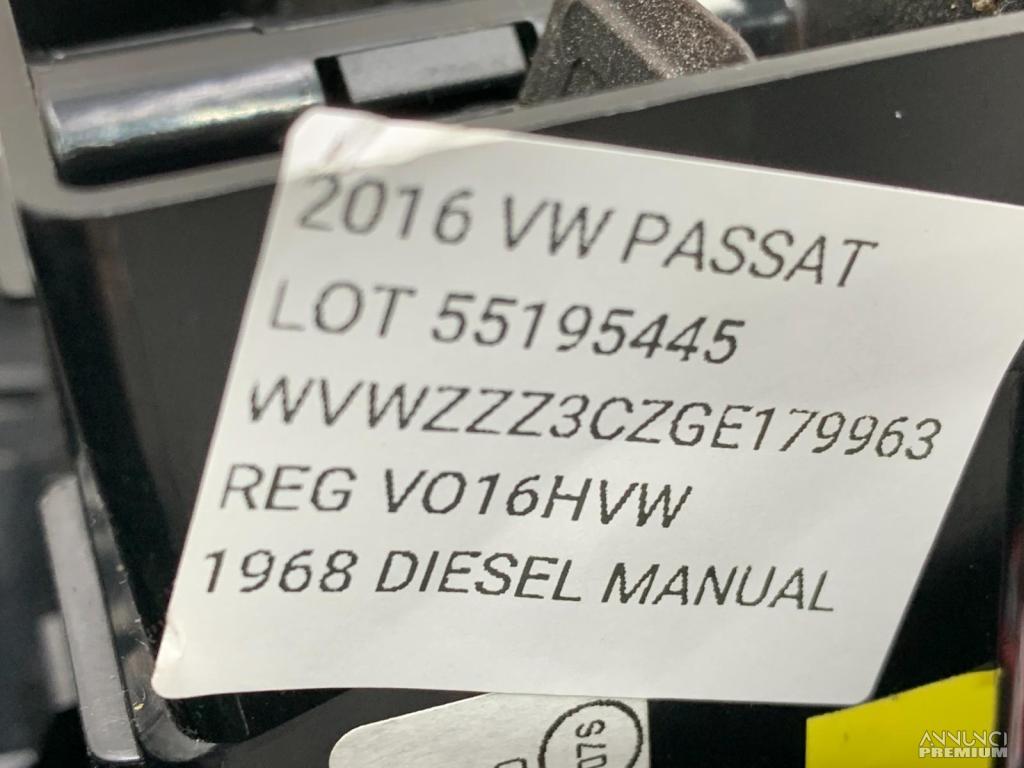 2016 VW PASSAT
LOT 55195445
WVWZZZ3CZGE179963
REG VO16HVW
1968 DIESEL MANUAL
ANNUNCI
PREMIUM